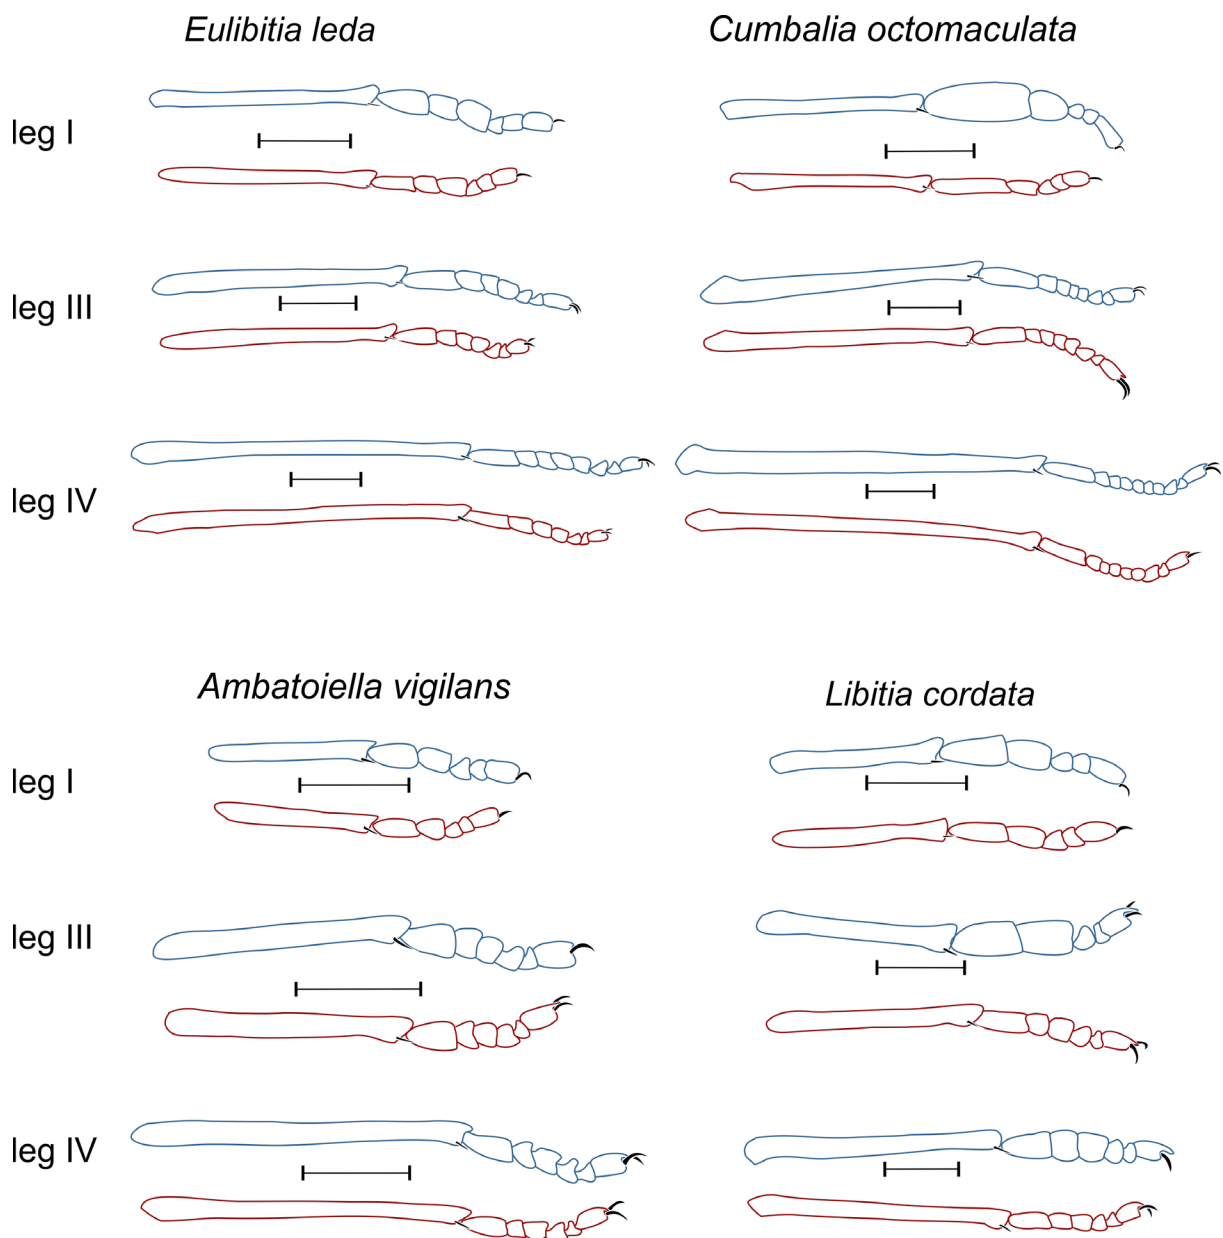 Eulibitia leda
Cumbalia octomaculata
leg I
leg III
leg IV
Ambatoiella vigilans
Libitia cordata
leg I
leg III
leg IV